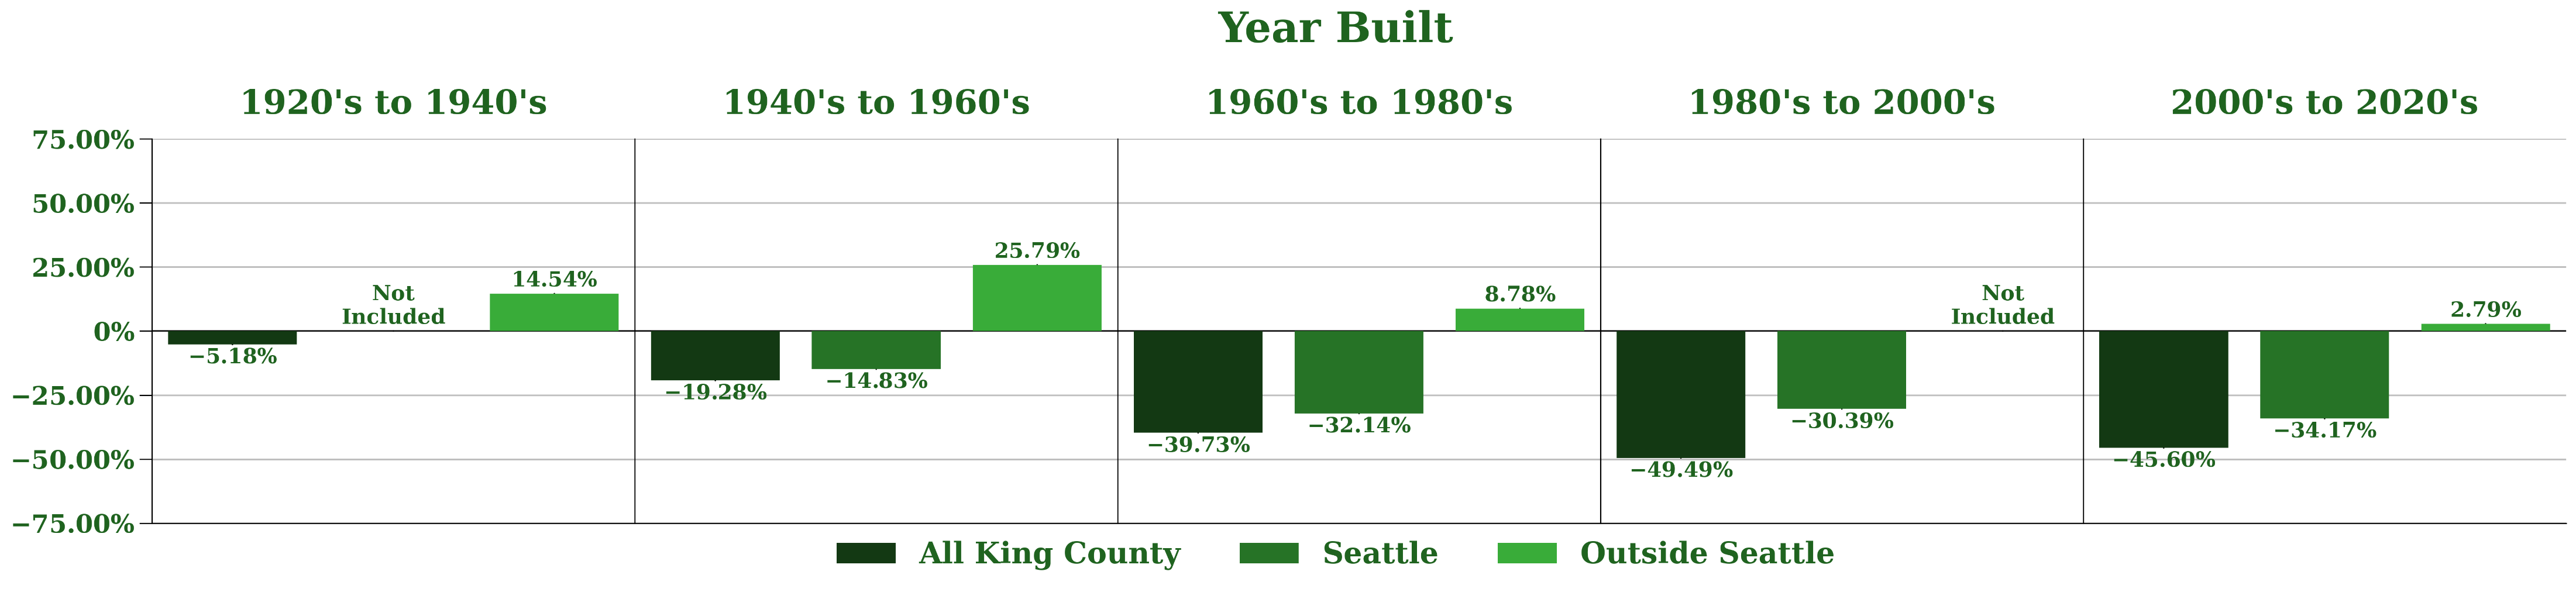 Year Built
1920's to 1940's
1940's to 1960's
1960's to 1980's
1980's to 2000's
2000's to 2020's
75.00%
50.00%
25.00%
0%
−25.00%
−50.00%
−75.00%
−5.18%
Not
Included
14.54%
−19.28%
−14.83%
25.79%
−39.73%
−32.14%
8.78%
−49.49%
−30.39%
Not
Included
−45.60%
−34.17%
2.79%
All King County
Seattle
Outside Seattle